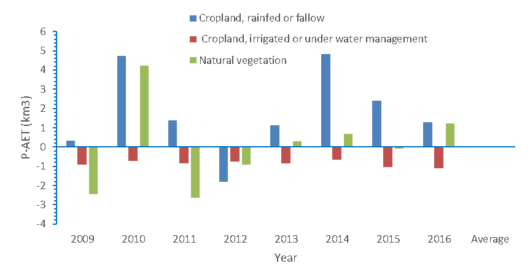 Cropland, rainfed or fallow
Cropland, irrigated or under water management
Natural vegetation
P-AET (km3)
6
5
4
3
2
1
0
-1
-2
-3
-4
2009 2010 2011 2012 2013 2014 2015 2016 Average
Year